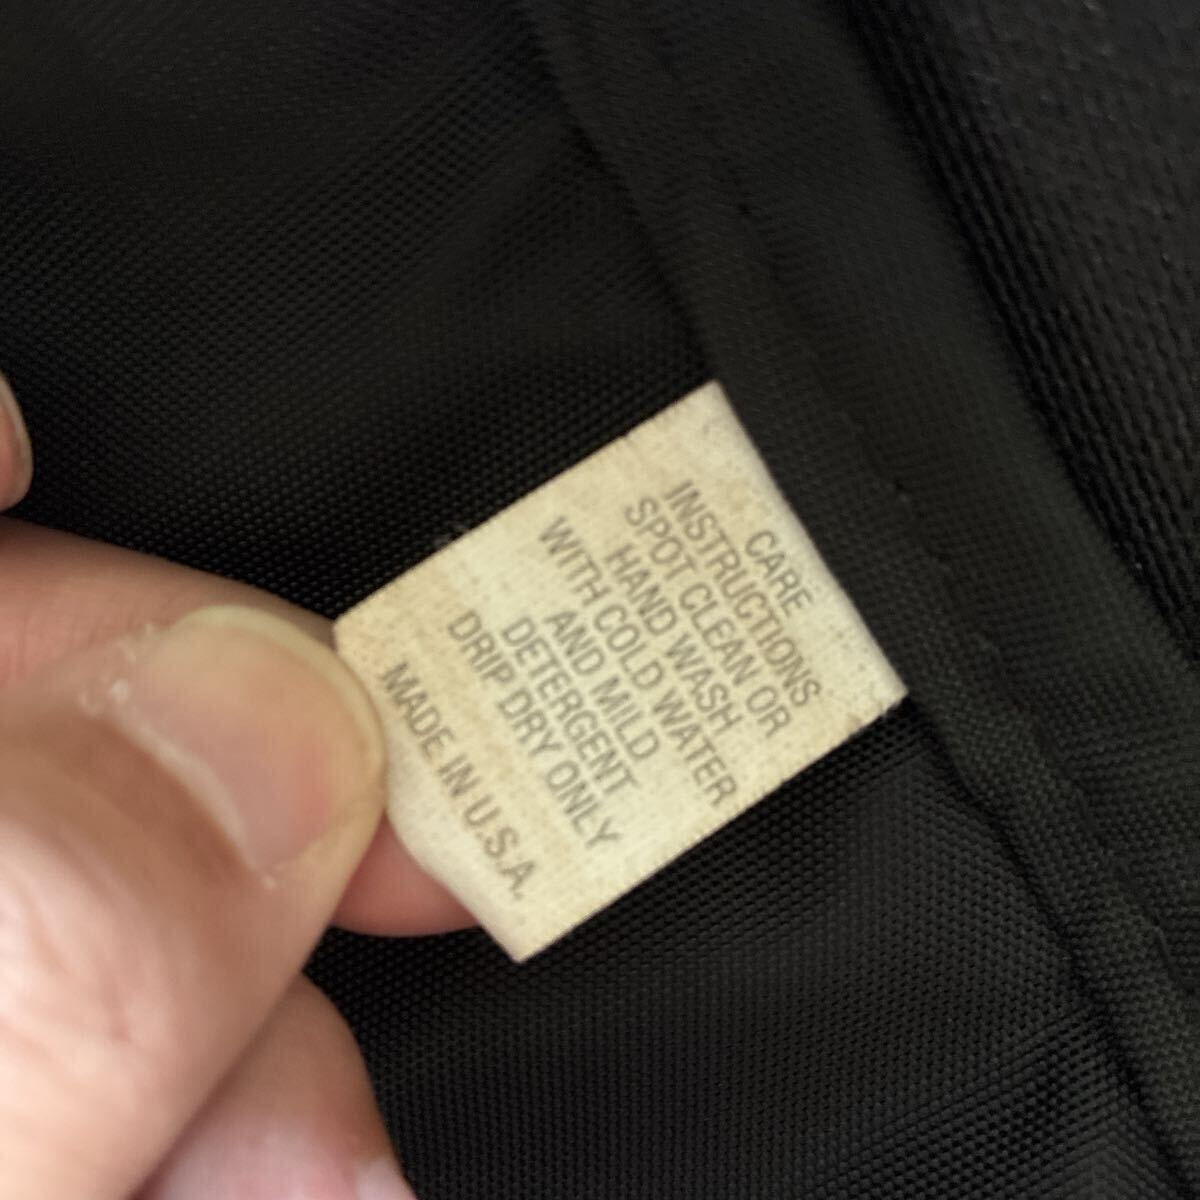 CARE
INSTRUCTIONS
SPOT CLEAN OR
HAND WASH
WITH COLD WATER
AND MILD
DETERGENT
DRIP DRY ONLY
MADE IN U.S.A.